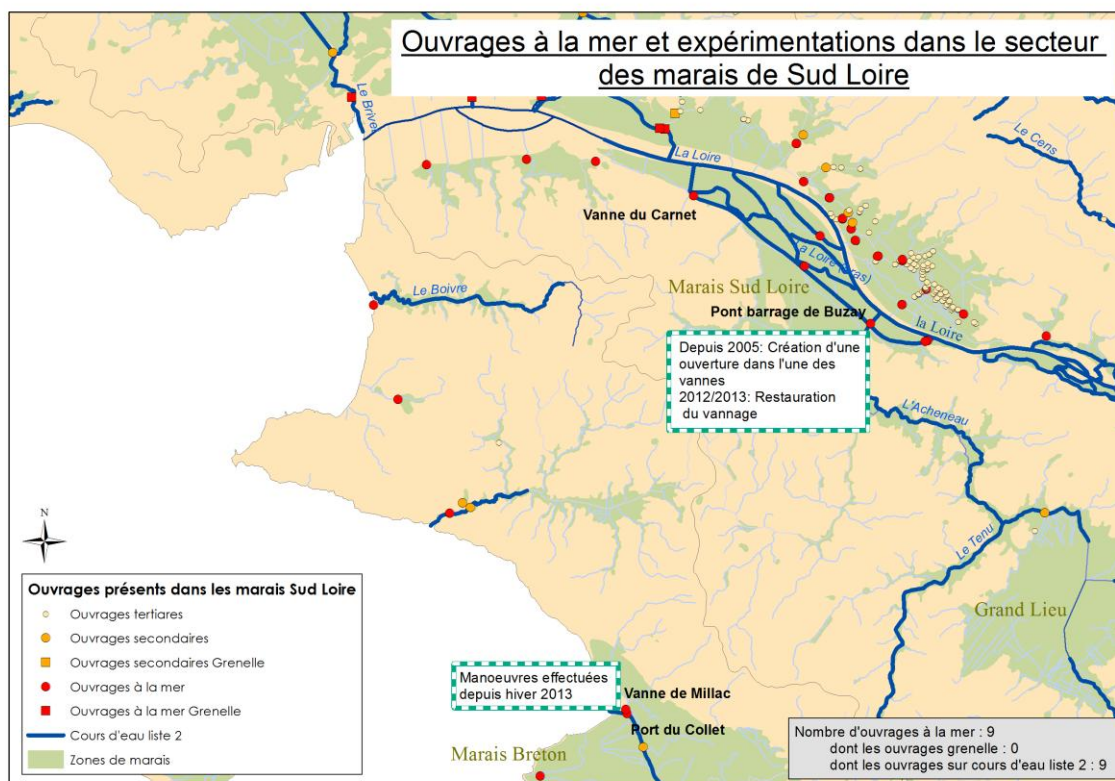 Ouvrages à la mer et expérimentations dans le secteur
des marais de Sud Loire
Le Brivet
Le Cens
La Loire
Vanne du Carnet
La Loire (bras)
Le Boivre
Marais Sud Loire
Pont barrage de Buzay
la Loire
Depuis 2005: Création d'une
ouverture dans l'une des
vannes
2012/2013: Restauration
du vannage
L'Acheneau
Le Tenu
Grand Lieu
N
Ouvrages présents dans les marais Sud Loire
Ouvrages tertiares
Ouvrages secondaires
Ouvrages secondaires Grenelle
Ouvrages à la mer
Ouvrages à la mer Grenelle
Cours d'eau liste 2
Zones de marais
Manoeuvres effectuées
depuis hiver 2013
Vanne de Millac
Port du Collet
Marais Breton
Nombre d'ouvrages à la mer : 9
dont les ouvrages grenelle : 0
dont les ouvrages sur cours d'eau liste 2 : 9